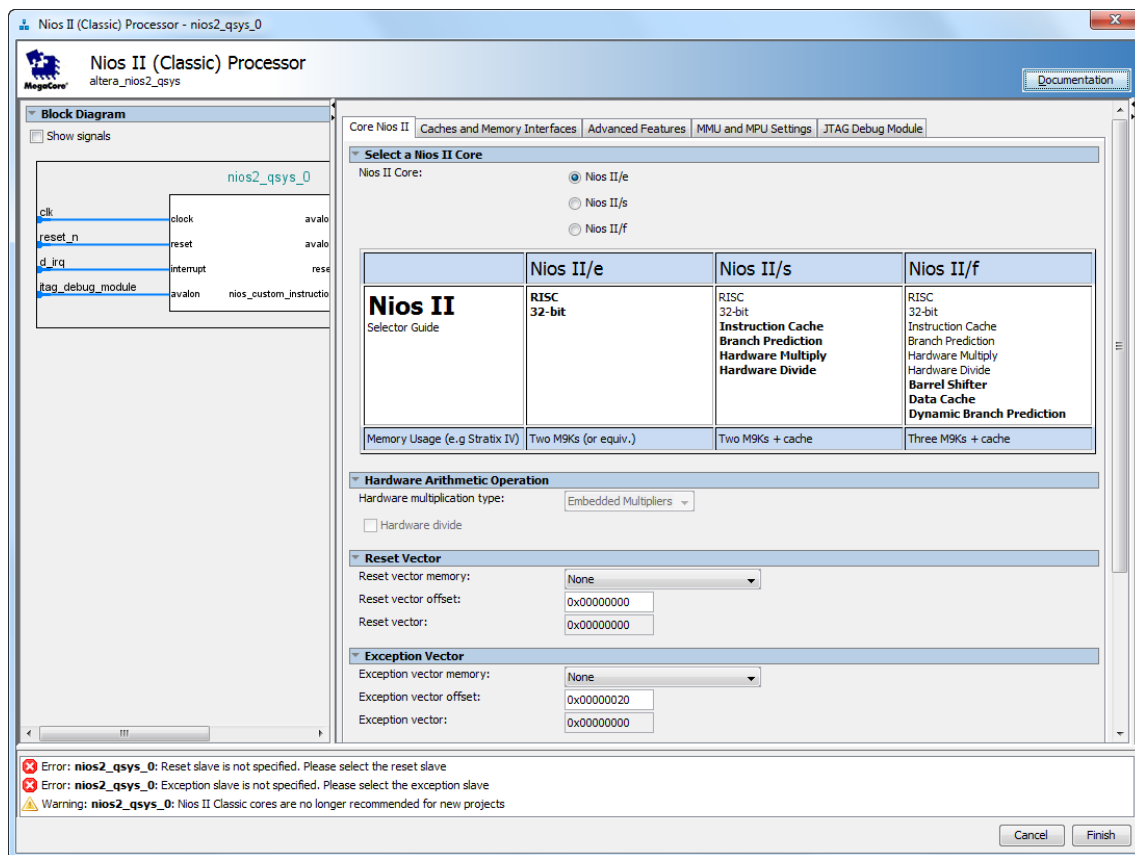 Nios II (Classic) Processor - nios2_qsys_0
MegaCore®
Nios II (Classic) Processor
altera_nios2_qsys
Documentation
Block Diagram
Show signals
nios2_qsys_0
clk
clock
avalo
reset_n
reset
avalo
d_irq
interrupt
rese
jtag_debug_module
avalon
nios_custom_instructio
Core Nios II
Caches and Memory Interfaces
Advanced Features
MMU and MPU Settings
JTAG Debug Module
Select a Nios II Core
Nios II Core:
Nios II/e
Nios II/s
Nios II/f
Nios II/e
Nios II/s
Nios II/f
Nios II
Selector Guide
RISC
32-bit
RISC
32-bit
Instruction Cache
Branch Prediction
Hardware Multiply
Hardware Divide
RISC
32-bit
Instruction Cache
Branch Prediction
Hardware Multiply
Hardware Divide
Barrel Shifter
Data Cache
Dynamic Branch Prediction
Memory Usage (e.g Stratix IV)
Two M9Ks (or equiv.)
Two M9Ks + cache
Three M9Ks + cache
Hardware Arithmetic Operation
Hardware multiplication type:
Embedded Multipliers
Hardware divide
Reset Vector
Reset vector memory:
None
Reset vector offset:
0x00000000
Reset vector:
0x00000000
Exception Vector
Exception vector memory:
None
Exception vector offset:
0x00000020
Exception vector:
0x00000000
Error: nios2_qsys_0: Reset slave is not specified. Please select the reset slave
Error: nios2_qsys_0: Exception slave is not specified. Please select the exception slave
Warning: nios2_qsys_0: Nios II Classic cores are no longer recommended for new projects
Cancel
Finish